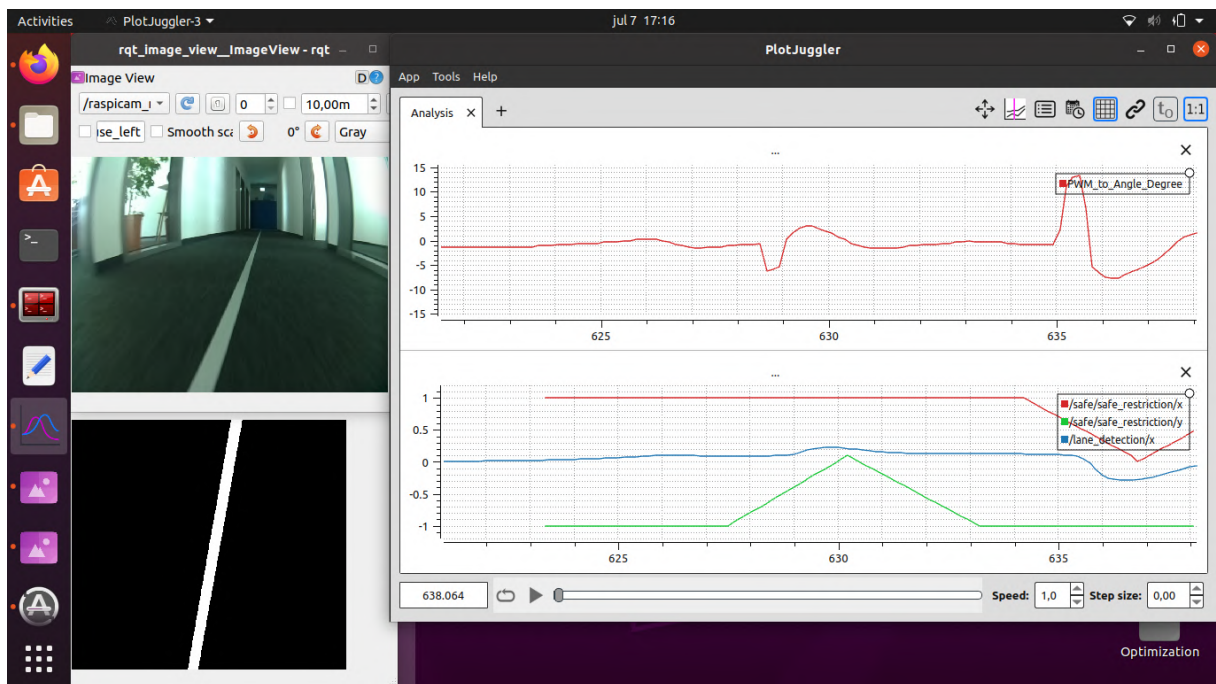 Activities
PlotJuggler-3
jul 7 17:16
rqt_image_view__ImageView - rqt
Image View
D
?
/raspicam_
0
10,00m
ise_left
Smooth sca
0°
Gray
PlotJuggler
App Tools Help
Analysis
+
t0
1:1
...
15
10
5
0
-5
-10
-15
PWM_to_Angle_Degree
625
630
635
...
1
0.5
0
-0.5
-1
/safe/safe_restriction/x
/safe/safe_restriction/y
/lane_detection/x
625
630
635
638.064
Speed: 1,0
Step size: 0,00
Optimization